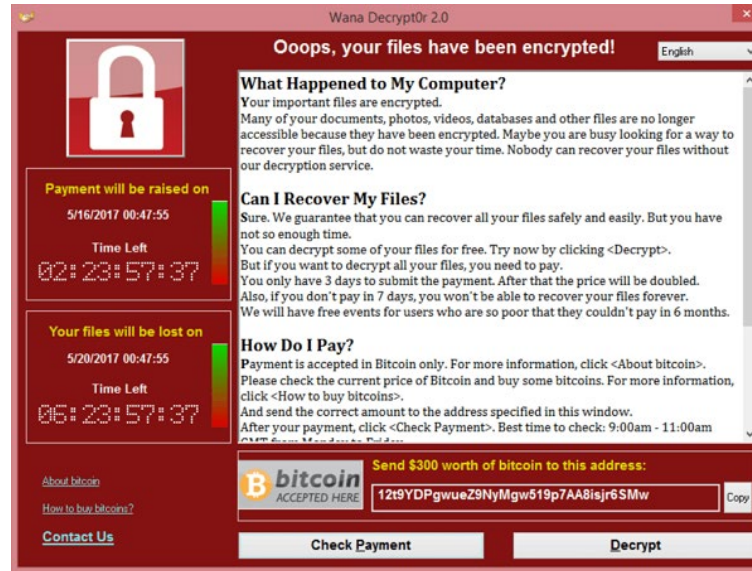 Wana Decrypt0r 2.0
Ooops, your files have been encrypted!
English
What Happened to My Computer?
Your important files are encrypted.
Many of your documents, photos, videos, databases and other files are no longer
accessible because they have been encrypted. Maybe you are busy looking for a way to
recover your files, but do not waste your time. Nobody can recover your files without
our decryption service.
Can I Recover My Files?
Sure. We guarantee that you can recover all your files safely and easily. But you have
not so enough time.
You can decrypt some of your files for free. Try now by clicking <Decrypt>.
But if you want to decrypt all your files, you need to pay.
You only have 3 days to submit the payment. After that the price will be doubled.
Also, if you don't pay in 7 days, you won't be able to recover your files forever.
We will have free events for users who are so poor that they couldn't pay in 6 months.
How Do I Pay?
Payment is accepted in Bitcoin only. For more information, click <About bitcoin>.
Please check the current price of Bitcoin and buy some bitcoins. For more information,
click <How to buy bitcoins>.
And send the correct amount to the address specified in this window.
After your payment, click <Check Payment>. Best time to check: 9:00am - 11:00am
GMT from Monday to Friday.
Payment will be raised on
5/16/2017 00:47:55
Time Left
02:23:57:37
Your files will be lost on
5/20/2017 00:47:55
Time Left
06:23:57:37
About bitcoin
How to buy bitcoins?
Contact Us
bitcoin
ACCEPTED HERE
Send $300 worth of bitcoin to this address:
12t9YDPgwueZ9NyMgw519p7AA8isjr6SMw
Copy
Check Payment
Decrypt